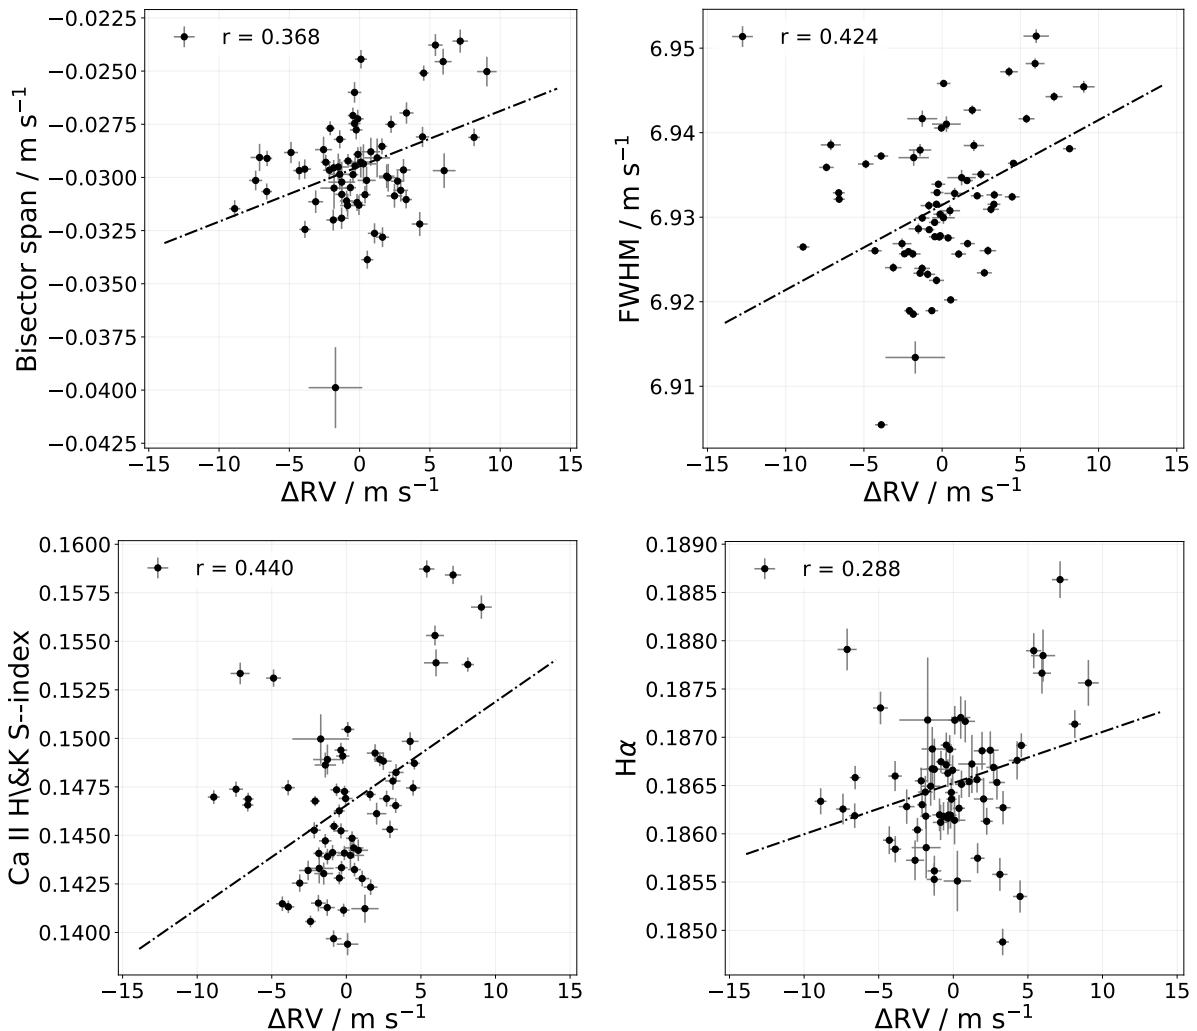 r = 0.368
−0.0225
−0.0250
−0.0275
−0.0300
−0.0325
−0.0350
−0.0375
−0.0400
−0.0425
Bisector span / m s⁻¹
−15 −10 −5 0 5 10 15
ΔRV / m s⁻¹
r = 0.424
6.95
6.94
6.93
6.92
6.91
FWHM / m s⁻¹
−15 −10 −5 0 5 10 15
ΔRV / m s⁻¹
r = 0.440
0.1600
0.1575
0.1550
0.1525
0.1500
0.1475
0.1450
0.1425
0.1400
Ca II H\&K S--index
−15 −10 −5 0 5 10
ΔRV / m s⁻¹
r = 0.288
0.1890
0.1885
0.1880
0.1875
0.1870
0.1865
0.1860
0.1855
0.1850
Hα
−15 −10 −5 0 5 10 15
ΔRV / m s⁻¹